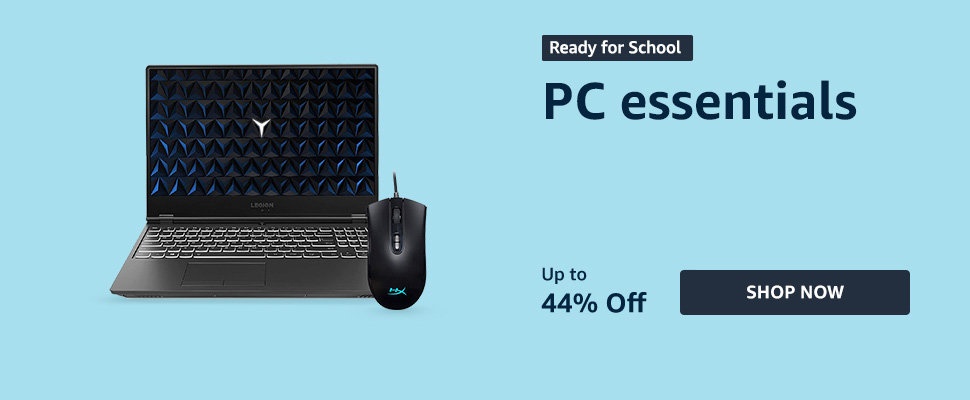 Ready for School
PC essentials
LEGION
Up to
44% Off
SHOP NOW